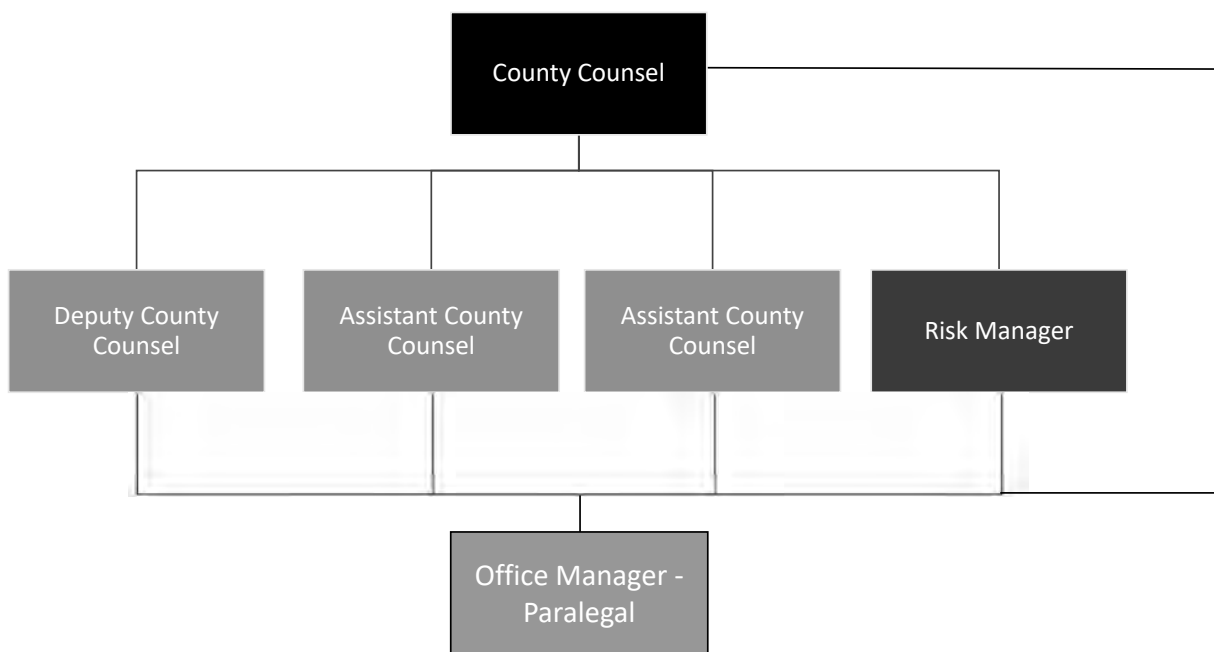 County Counsel
Deputy County
Counsel
Assistant County
Counsel
Assistant County
Counsel
Risk Manager
Office Manager -
Paralegal